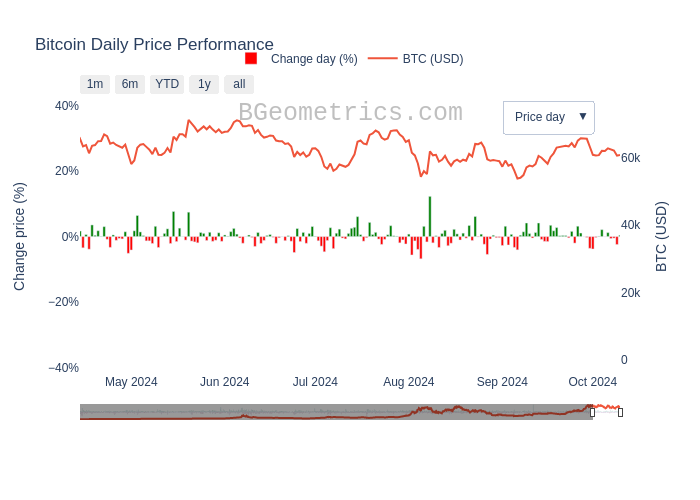 Bitcoin Daily Price Performance
Change day (%)
BTC (USD)
1m
6m
YTD
1y
all
BGeometrics.com
Price day
▼
40%
20%
0%
−20%
−40%
Change price (%)
60k
40k
20k
0
BTC (USD)
May 2024
Jun 2024
Jul 2024
Aug 2024
Sep 2024
Oct 2024